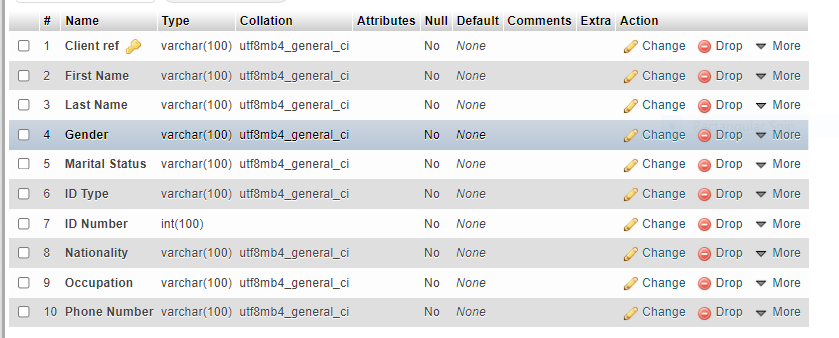 # Name Type Collation Attributes Null Default Comments Extra Action
1 Client ref varchar(100) utf8mb4_general_ci No None Change Drop More
2 First Name varchar(100) utf8mb4_general_ci No None Change Drop More
3 Last Name varchar(100) utf8mb4_general_ci No None Change Drop More
4 Gender varchar(100) utf8mb4_general_ci No None Change Drop More
5 Marital Status varchar(100) utf8mb4_general_ci No None Change Drop More
6 ID Type varchar(100) utf8mb4_general_ci No None Change Drop More
7 ID Number int(100) No None Change Drop More
8 Nationality varchar(100) utf8mb4_general_ci No None Change Drop More
9 Occupation varchar(100) utf8mb4_general_ci No None Change Drop More
10 Phone Number varchar(100) utf8mb4_general_ci No None Change Drop More